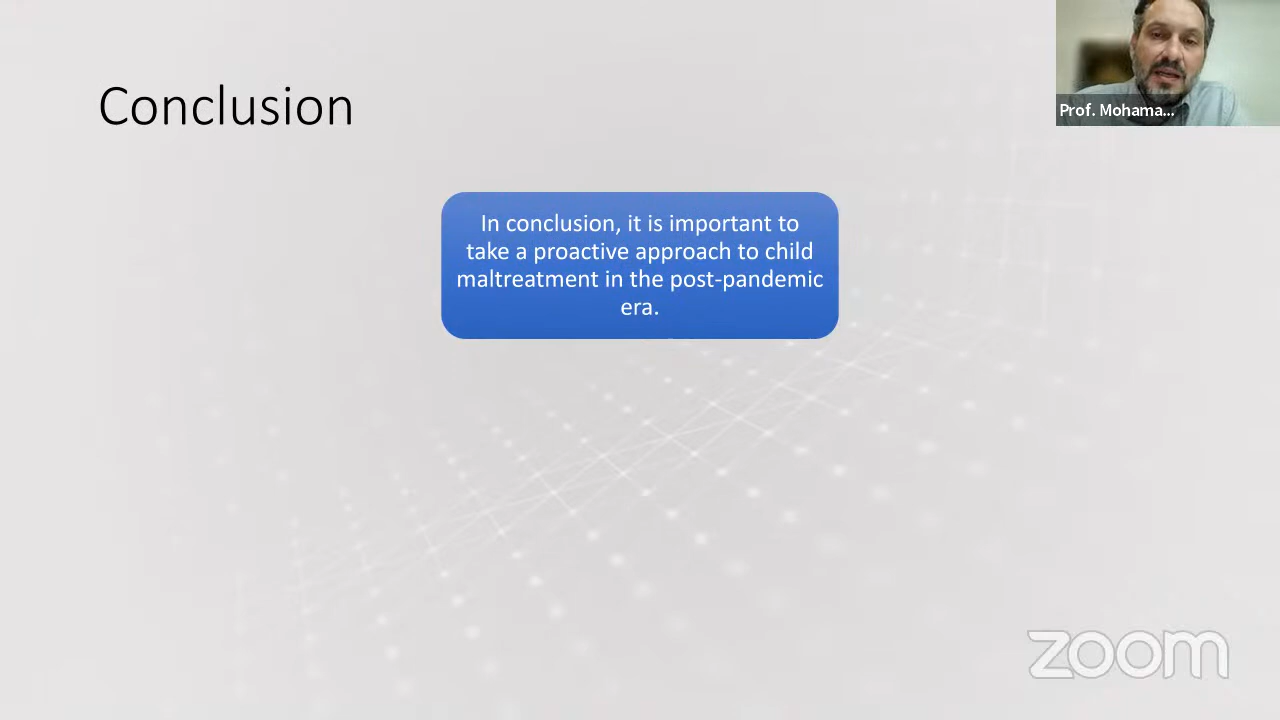 Prof. Mohama...
Conclusion
In conclusion, it is important to
take a proactive approach to child
maltreatment in the post-pandemic
era.
zoom